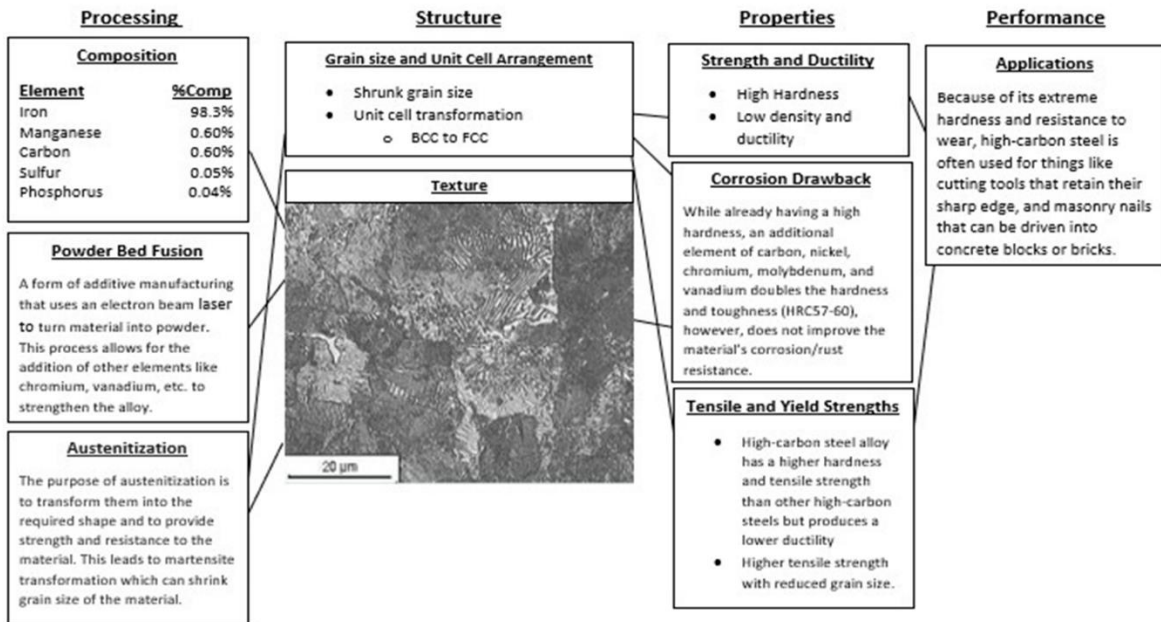 Processing
Composition
Element %Comp
Iron 98.3%
Manganese 0.60%
Carbon 0.60%
Sulfur 0.05%
Phosphorus 0.04%
Powder Bed Fusion
A form of additive manufacturing
that uses an electron beam laser
to turn material into powder.
This process allows for the
addition of other elements like
chromium, vanadium, etc. to
strengthen the alloy.
Austenitization
The purpose of austenitization is
to transform them into the
required shape and to provide
strength and resistance to the
material. This leads to martensite
transformation which can shrink
grain size of the material.
Structure
Grain size and Unit Cell Arrangement
• Shrunk grain size
• Unit cell transformation
o BCC to FCC
Texture
20 µm
Properties
Strength and Ductility
• High Hardness
• Low density and
ductility
Corrosion Drawback
While already having a high
hardness, an additional
element of carbon, nickel,
chromium, molybdenum, and
vanadium doubles the hardness
and toughness (HRC57-60),
however, does not improve the
material's corrosion/rust
resistance.
Tensile and Yield Strengths
• High-carbon steel alloy
has a higher hardness
and tensile strength
than other high-carbon
steels but produces a
lower ductility
• Higher tensile strength
with reduced grain size.
Performance
Applications
Because of its extreme
hardness and resistance to
wear, high-carbon steel is
often used for things like
cutting tools that retain their
sharp edge, and masonry nails
that can be driven into
concrete blocks or bricks.